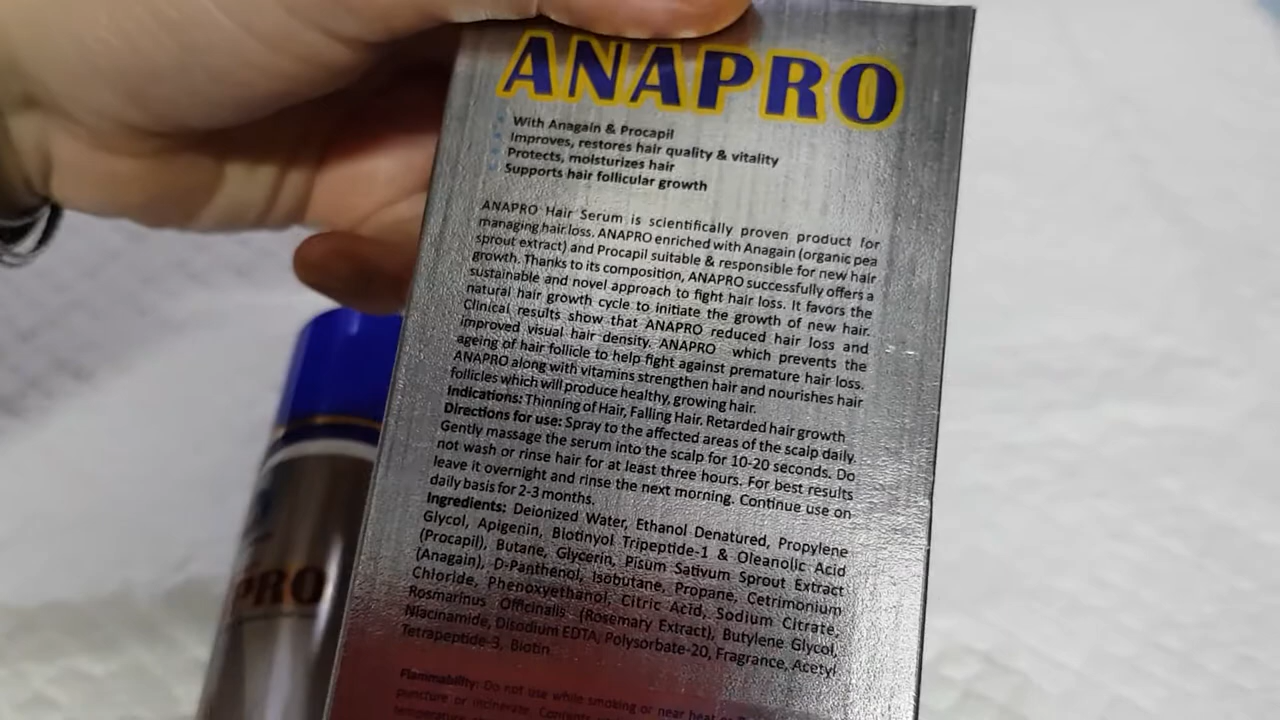 ANAPRO
With Anagain & Procapil
Improves, restores hair quality & vitality
Protects, moisturizes hair
Supports hair follicular growth
ANAPRO Hair Serum is scientifically proven product for
managing hair loss. ANAPRO enriched with Anagain (organic pea
sprout extract) and Procapil suitable & responsible for new hair
growth. Thanks to its composition, ANAPRO successfully offers a
sustainable and novel approach to fight hair loss. It favors the
natural hair growth cycle to initiate the growth of new hair.
Clinical results show that ANAPRO reduced hair loss and
improved visual hair density. ANAPRO which prevents the
ageing of hair follicle to help fight against premature hair loss.
ANAPRO along with vitamins strengthen hair and nourishes hair
follicles which will produce healthy, growing hair.
Indications: Thinning of Hair, Falling Hair, Retarded hair growth
Directions for use: Spray to the affected areas of the scalp daily.
Gently massage the serum into the scalp for 10-20 seconds. Do
not wash or rinse hair for at least three hours. For best results
leave it overnight and rinse the next morning. Continue use on
daily basis for 2-3 months.
Ingredients: Deionized Water, Ethanol Denatured, Propylene
Glycol, Apigenin, Biotinyol Tripeptide-1 & Oleanolic Acid
(Procapil), Butane, Glycerin, Pisum Sativum Sprout Extract
(Anagain), D-Panthenol, Isobutane, Propane, Cetrimonium
Chloride, Phenoxyethanol, Citric Acid, Sodium Citrate,
Rosmarinus Officinalis (Rosemary Extract), Butylene Glycol,
Niacinamide, Disodium EDTA, Polysorbate-20, Fragrance, Acetyl
Tetrapeptide-3, Biotin
Flammability: Do not use while smoking or near heat or
puncture or incinerate. Contents
temperature
PRO